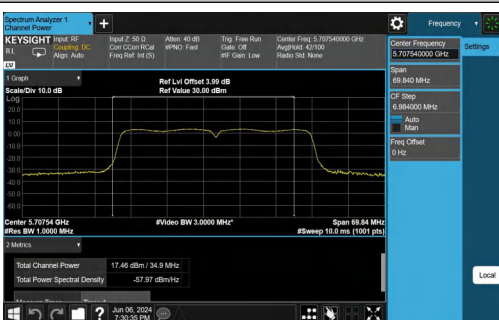 Spectrum Analyzer 1
Channel Power
Frequency
KEYSIGHT
Input: RF
Coupling: DC
Align: Auto
Input Z: 50 Ω
Corr CCorr RCal
Freq Ref: Int (S)
Atten: 40 dB
#PNO: Fast
Trig: Free Run
Gate: Off
#IF Gain: Low
Center Freq: 5.707540000 GHz
Avg|Hold: 42/100
Radio Std: None
RL
Center Frequency
5.707540000 GHz
Settings
Span
69.840 MHz
CF Step
6.984000 MHz
Auto
Man
Freq Offset
0 Hz
1 Graph
Scale/Div 10.0 dB
Ref Lvl Offset 3.99 dB
Ref Value 30.00 dBm
Log
20.0
10.0
0.00
-10.0
-20.0
-30.0
-40.0
-50.0
-60.0
Center 5.70754 GHz
#Res BW 1.0000 MHz
#Video BW 3.0000 MHz*
Span 69.84 MHz
#Sweep 10.0 ms (1001 pts)
2 Metrics
Total Channel Power 17.46 dBm / 34.9 MHz
Total Power Spectral Density -57.97 dBm/Hz
Local
? Jun 06, 2024
7:30:35 PM